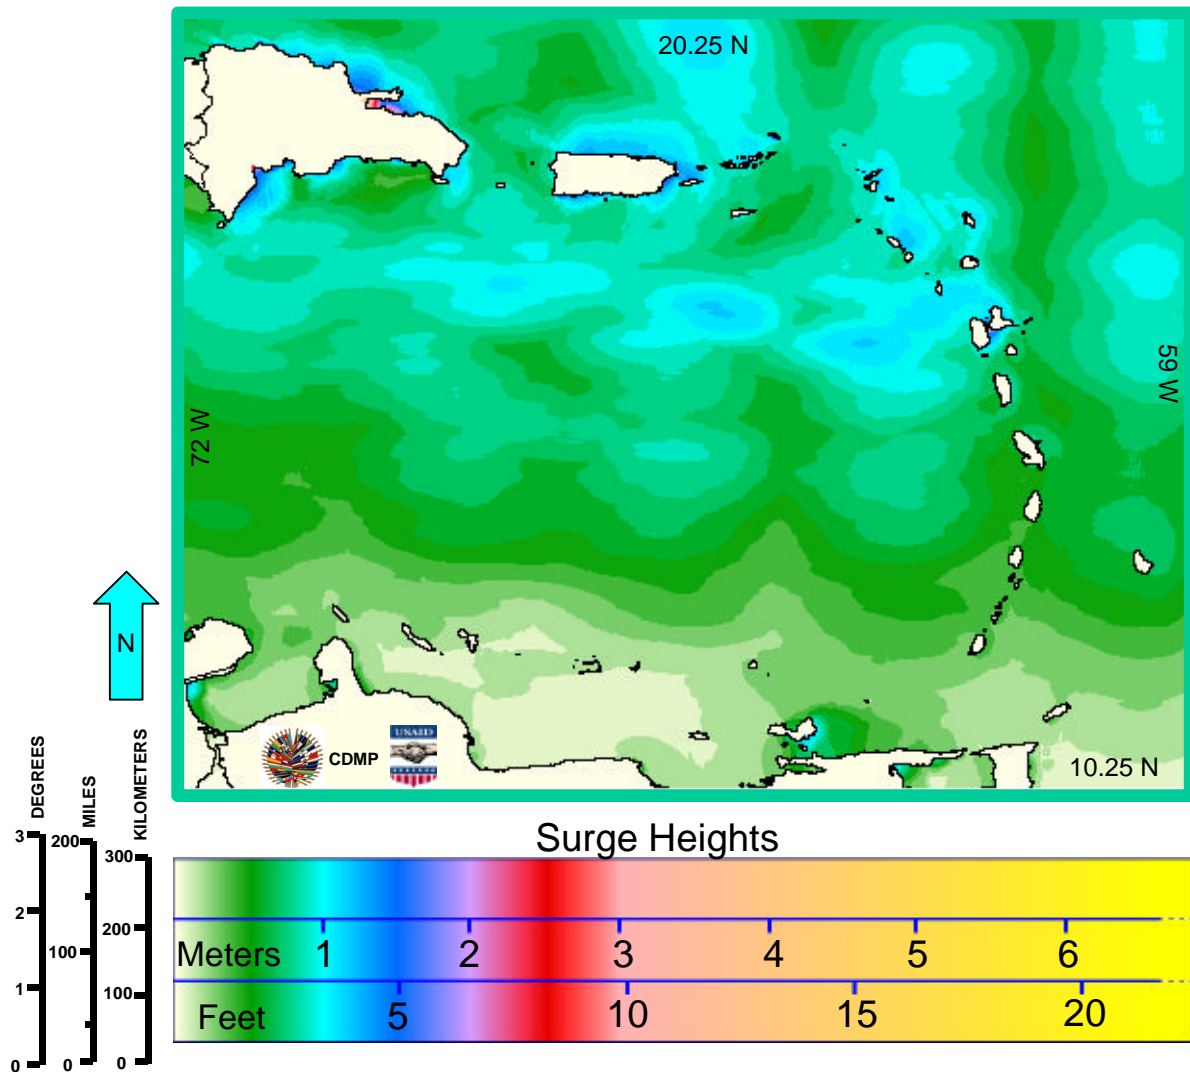 20.25 N
72 W
59 W
N
USAID
CDMP
10.25 N
DEGREES
MILES
KILOMETERS
3
2
1
0
200
100
0
300
200
100
0
Surge Heights
Meters 1 2 3 4 5 6
Feet 5 10 15 20